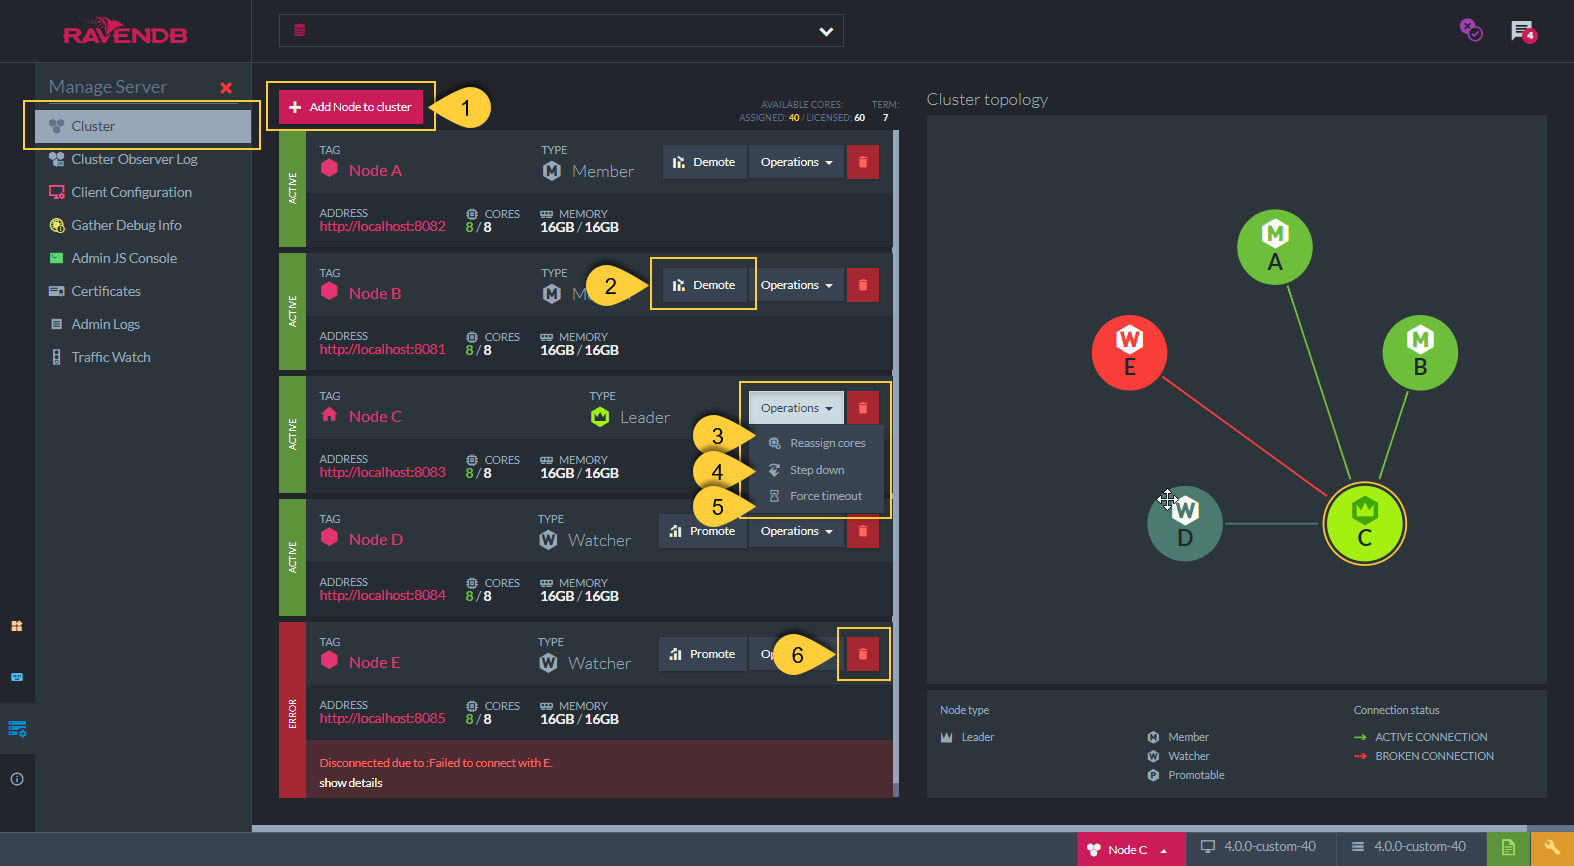 RAVENDB
4
Manage Server
Cluster
Cluster Observer Log
Client Configuration
Gather Debug Info
Admin JS Console
Certificates
Admin Logs
Traffic Watch
Add Node to cluster
1
AVAILABLE CORES: TERM:
ASSIGNED: 40 / LICENSED: 60 7
ACTIVE
TAG TYPE
Node A M Member Demote Operations
ADDRESS CORES MEMORY
http://localhost:8082 8 / 8 16GB / 16GB
ACTIVE
TAG TYPE
Node B M 2 Demote Operations
ADDRESS CORES MEMORY
http://localhost:8081 8 / 8 16GB / 16GB
ACTIVE
TAG TYPE
Node C Leader Operations
3 Reassign cores
4 Step down
5 Force timeout
ADDRESS CORES MEMORY
http://localhost:8083 8 / 8 16GB / 16GB
ACTIVE
TAG TYPE
Node D W Watcher Promote Operations
ADDRESS CORES MEMORY
http://localhost:8084 8 / 8 16GB / 16GB
ERROR
TAG TYPE
Node E W Watcher Promote 6
ADDRESS CORES MEMORY
http://localhost:8085 8 / 8 16GB / 16GB
Disconnected due to :Failed to connect with E.
show details
Cluster topology
M
A
W
E
M
B
W
D
C
Node type
Leader
M Member
W Watcher
P Promotable
Connection status
ACTIVE CONNECTION
BROKEN CONNECTION
Node C
4.0.0-custom-40
4.0.0-custom-40